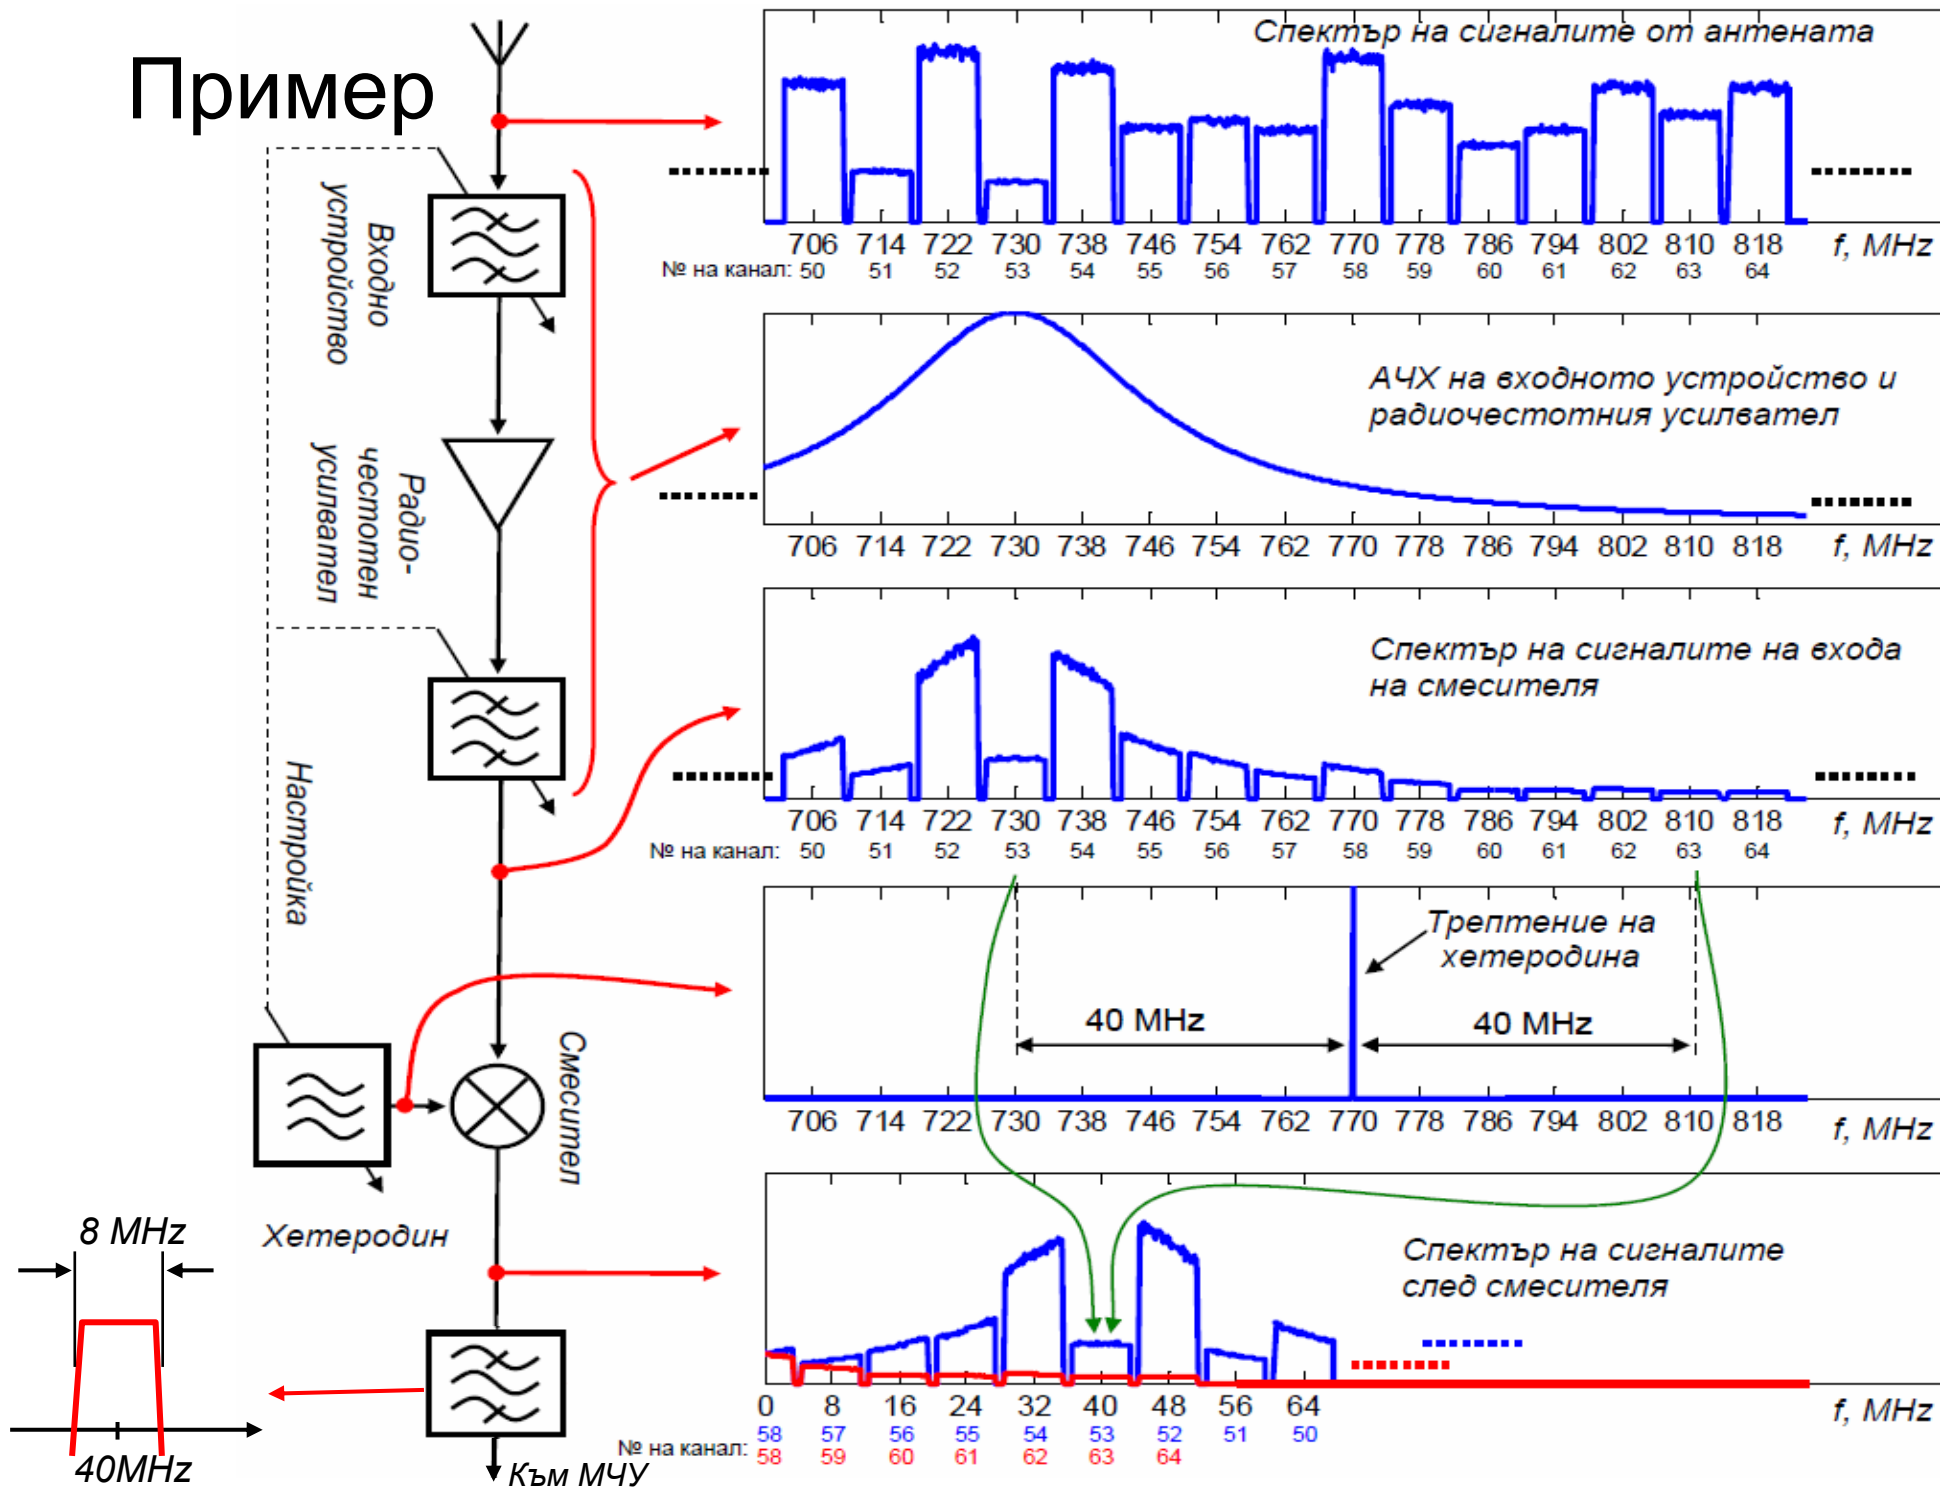 Пример
Входно
устройство
Радио-
честотен
усилвател
Настройка
Смесител
Хетеродин
8 MHz
40MHz
Към МЧУ
Спектър на сигналите от антената
706 714 722 730 738 746 754 762 770 778 786 794 802 810 818 f, MHz
№ на канал: 50 51 52 53 54 55 56 57 58 59 60 61 62 63 64
АЧХ на входното устройство и
радиочестотния усилвател
706 714 722 730 738 746 754 762 770 778 786 794 802 810 818 f, MHz
Спектър на сигналите на входа
на смесителя
706 714 722 730 738 746 754 762 770 778 786 794 802 810 818 f, MHz
№ на канал: 50 51 52 53 54 55 56 57 58 59 60 61 62 63 64
Трептение на
хетеродина
40 MHz 40 MHz
706 714 722 730 738 746 754 762 770 778 786 794 802 810 818 f, MHz
Спектър на сигналите
след смесителя
0 8 16 24 32 40 48 56 64 f, MHz
58 57 56 55 54 53 52 51 50
№ на канал:
58 59 60 61 62 63 64